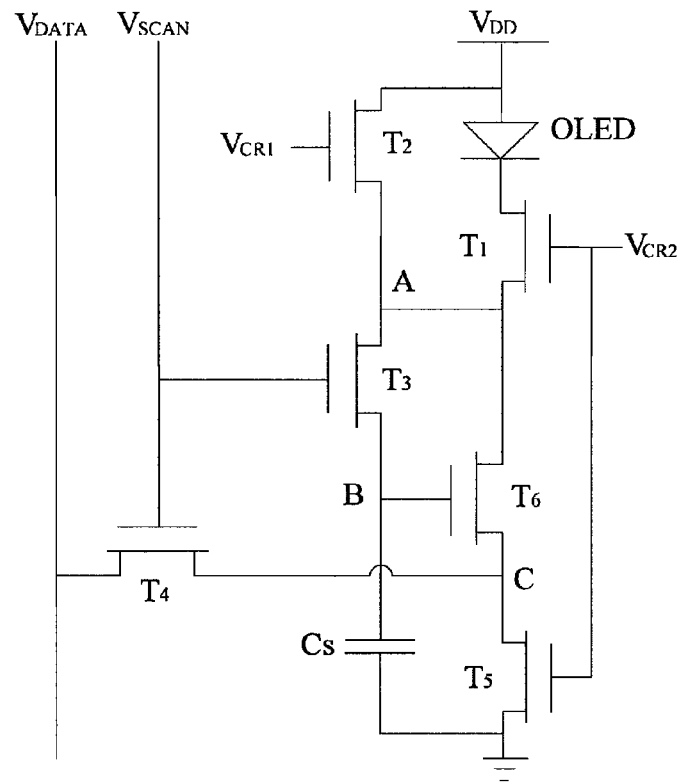 VDATA VSCAN VDD
OLED
VCR1 T2
T1 VCR2
A
T3
B T6
T4 C
Cs T5